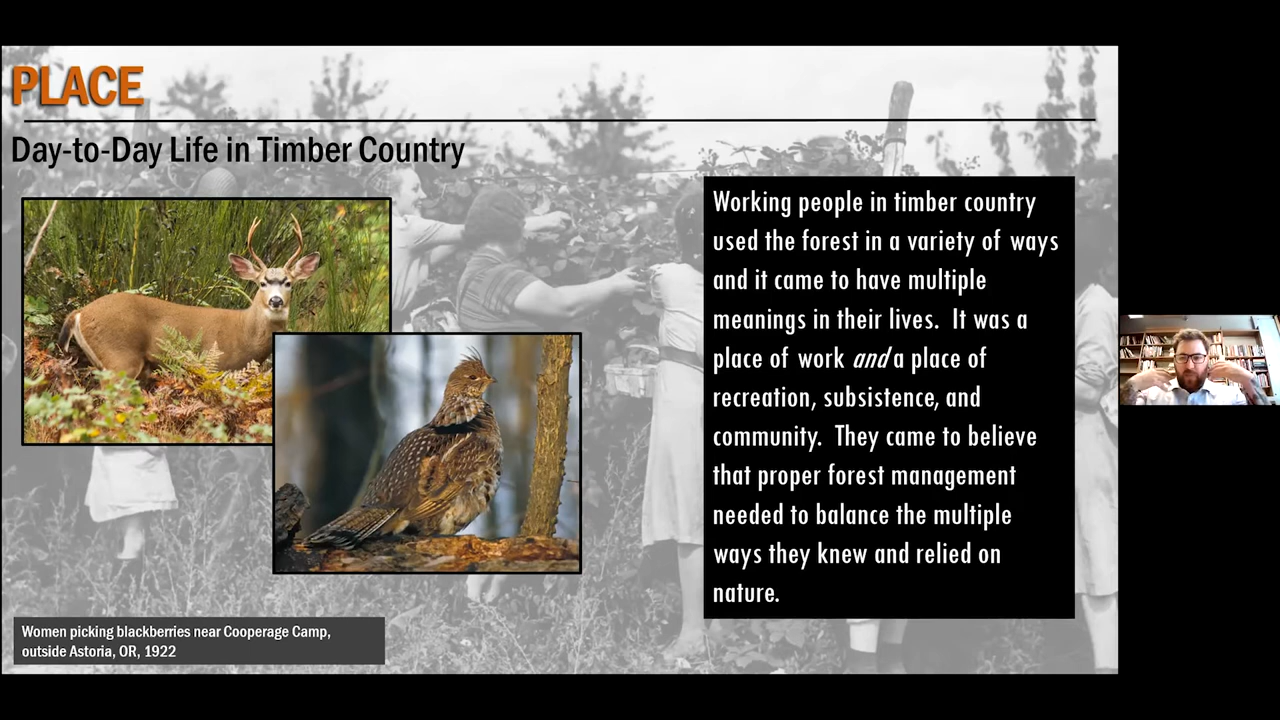 PLACE
Day-to-Day Life in Timber Country
Working people in timber country
used the forest in a variety of ways
and it came to have multiple
meanings in their lives.  It was a
place of work and a place of
recreation, subsistence, and
community.  They came to believe
that proper forest management
needed to balance the multiple
ways they knew and relied on
nature.
Women picking blackberries near Cooperage Camp,
outside Astoria, OR, 1922